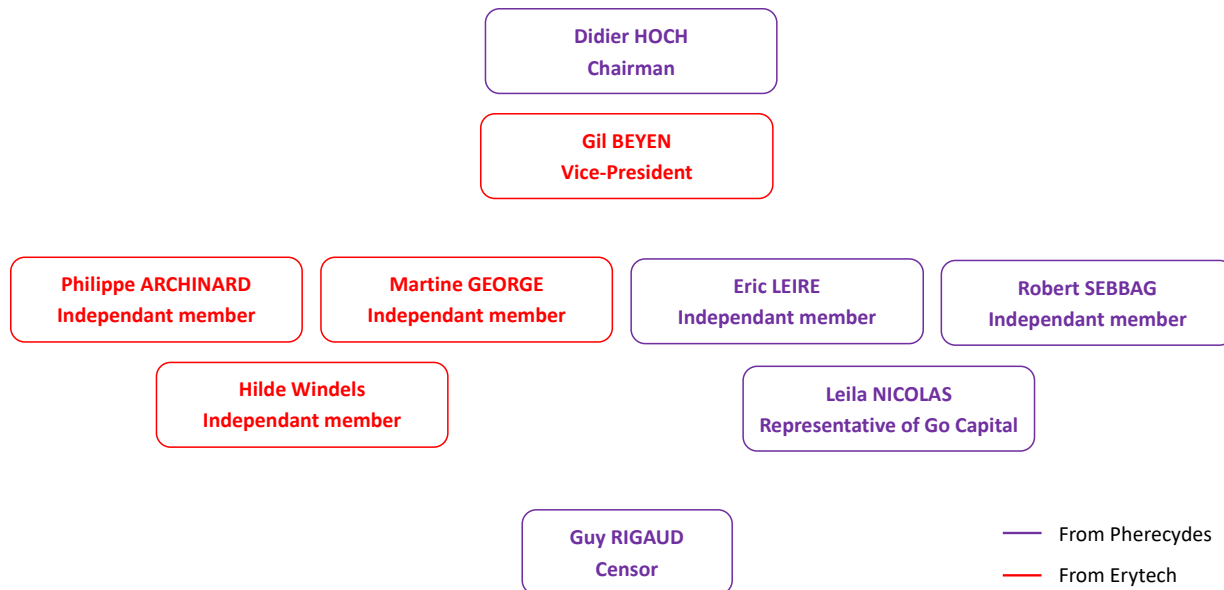 Didier HOCH
Chairman
Gil BEYEN
Vice-President
Philippe ARCHINARD
Independant member
Martine GEORGE
Independant member
Eric LEIRE
Independant member
Robert SEBBAG
Independant member
Hilde Windels
Independant member
Leila NICOLAS
Representative of Go Capital
Guy RIGAUD
Censor
From Pherecydes
From Erytech